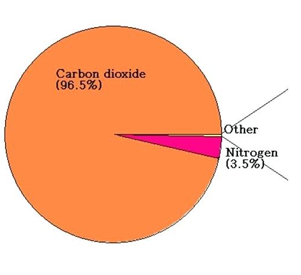 Carbon dioxide
(96.5%)
Other
Nitrogen
(3.5%)